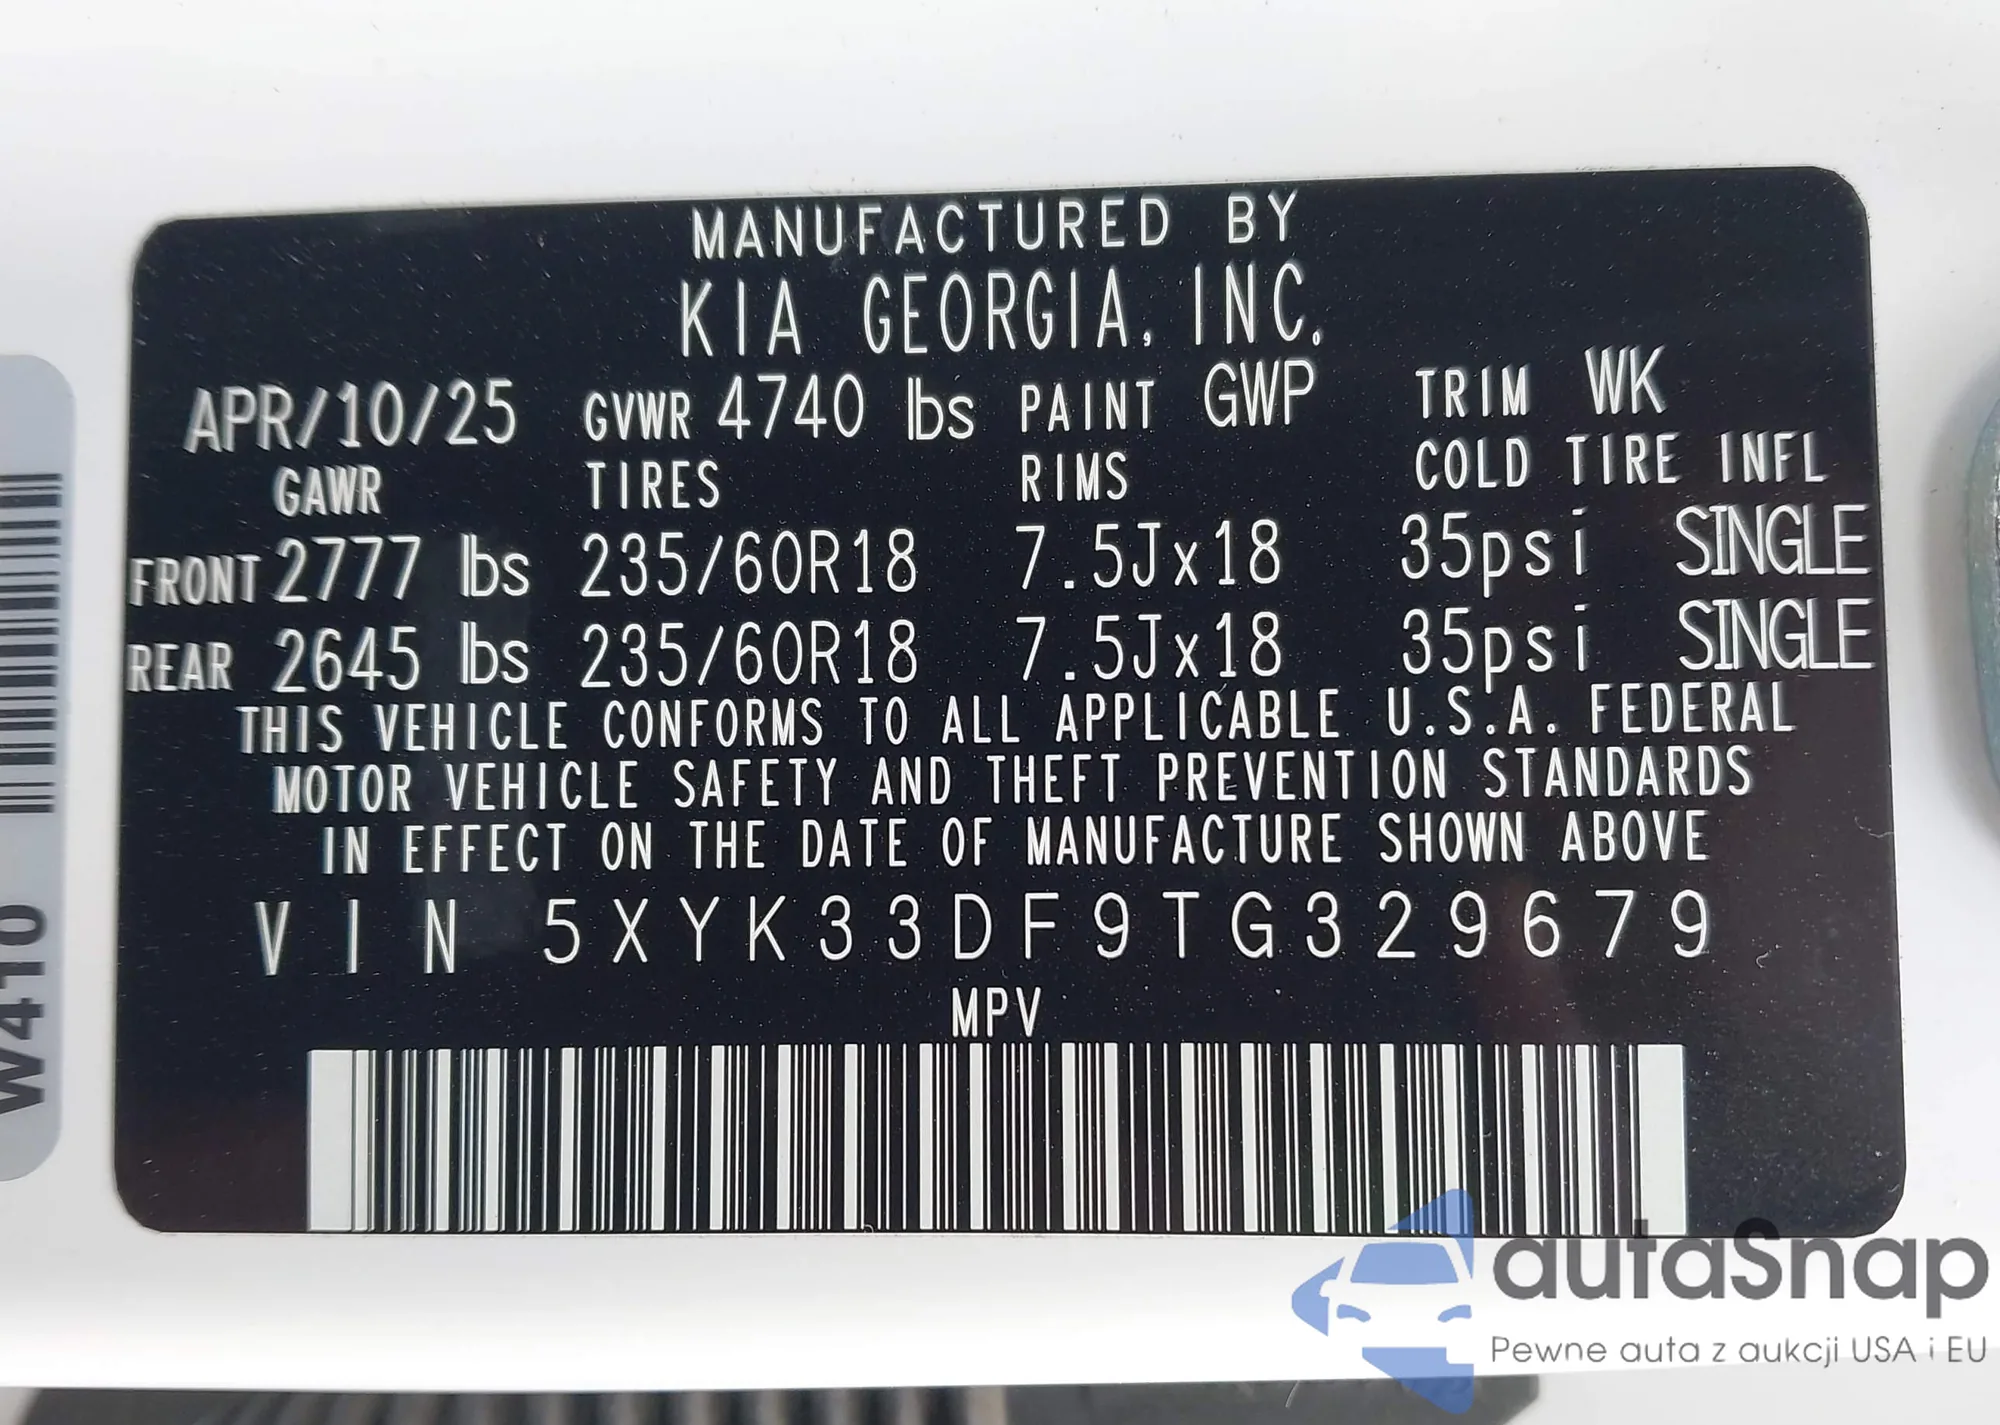 MANUFACTURED BY
KIA GEORGIA, INC.
APR/10/25 GVWR 4740 lbs PAINT GWP TRIM WK
GAWR TIRES RIMS COLD TIRE INFL
FRONT 2777 lbs 235/60R18 7.5Jx18 35psi SINGLE
REAR 2645 lbs 235/60R18 7.5Jx18 35psi SINGLE
THIS VEHICLE CONFORMS TO ALL APPLICABLE U.S.A. FEDERAL
MOTOR VEHICLE SAFETY AND THEFT PREVENTION STANDARDS
IN EFFECT ON THE DATE OF MANUFACTURE SHOWN ABOVE
VIN 5XYK33DF9TG329679
MPV
W410
autaSnap
Pewne auta z aukcji USA i EU